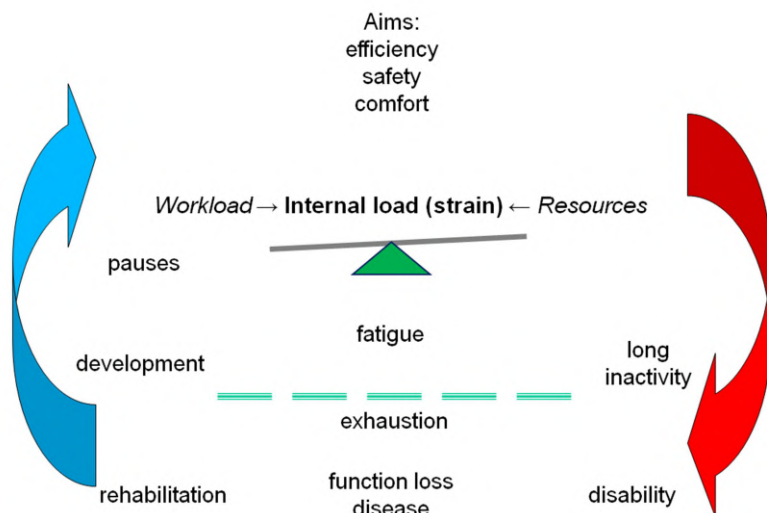 Aims:
efficiency
safety
comfort
Workload → Internal load (strain) ← Resources
pauses
fatigue
development
long
inactivity
exhaustion
rehabilitation
function loss
disease
disability